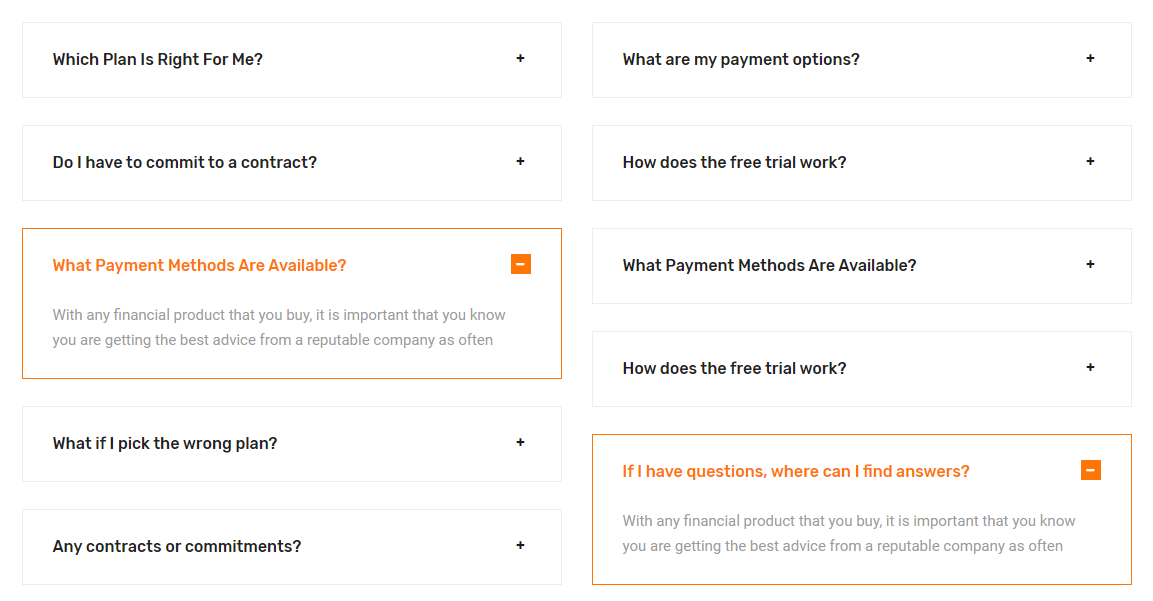 Which Plan Is Right For Me? +
Do I have to commit to a contract? +
What Payment Methods Are Available? −
With any financial product that you buy, it is important that you know
you are getting the best advice from a reputable company as often
What if I pick the wrong plan? +
Any contracts or commitments? +
What are my payment options? +
How does the free trial work? +
What Payment Methods Are Available? +
How does the free trial work? +
If I have questions, where can I find answers? −
With any financial product that you buy, it is important that you know
you are getting the best advice from a reputable company as often